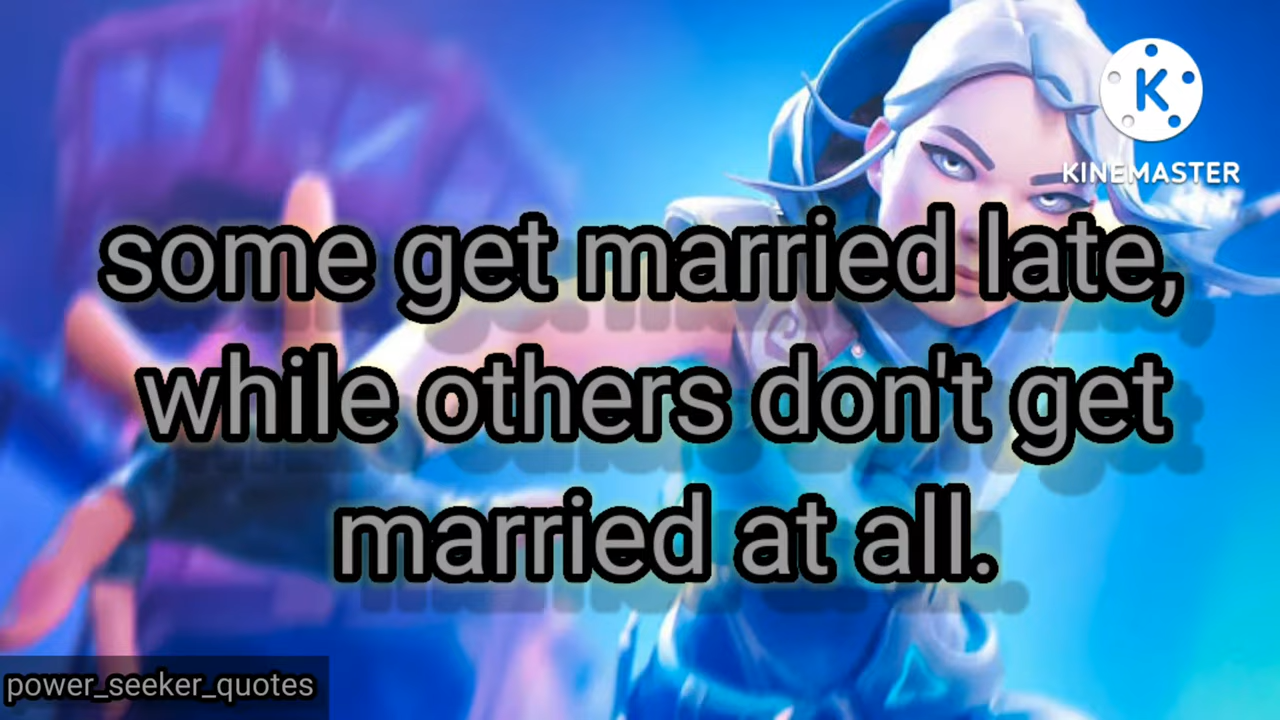 K
KINEMASTER
some get married late,
while others don't get
married at all.
power_seeker_quotes